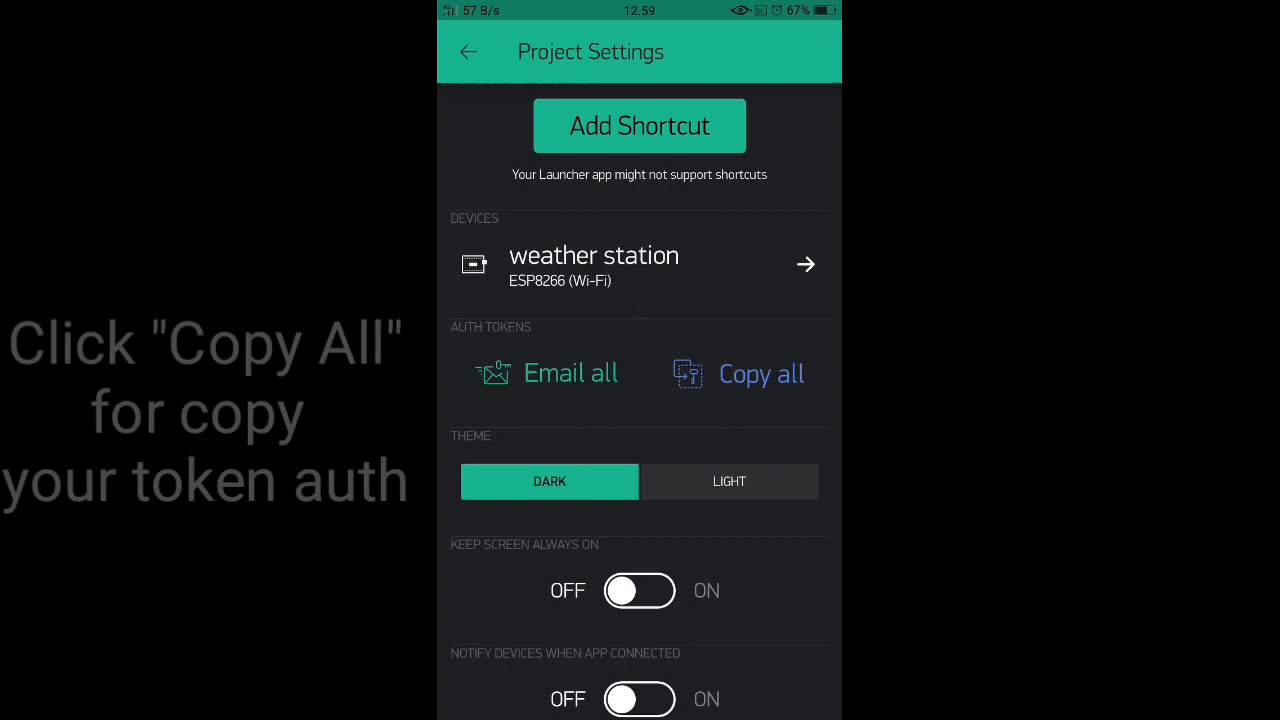 57 B/s 12.59 67%
Project Settings
Add Shortcut
Your Launcher app might not support shortcuts
DEVICES
weather station
ESP8266 (Wi-Fi)
AUTH TOKENS
Email all Copy all
THEME
DARK LIGHT
KEEP SCREEN ALWAYS ON
OFF ON
NOTIFY DEVICES WHEN APP CONNECTED
OFF ON
Click "Copy All"
for copy
your token auth